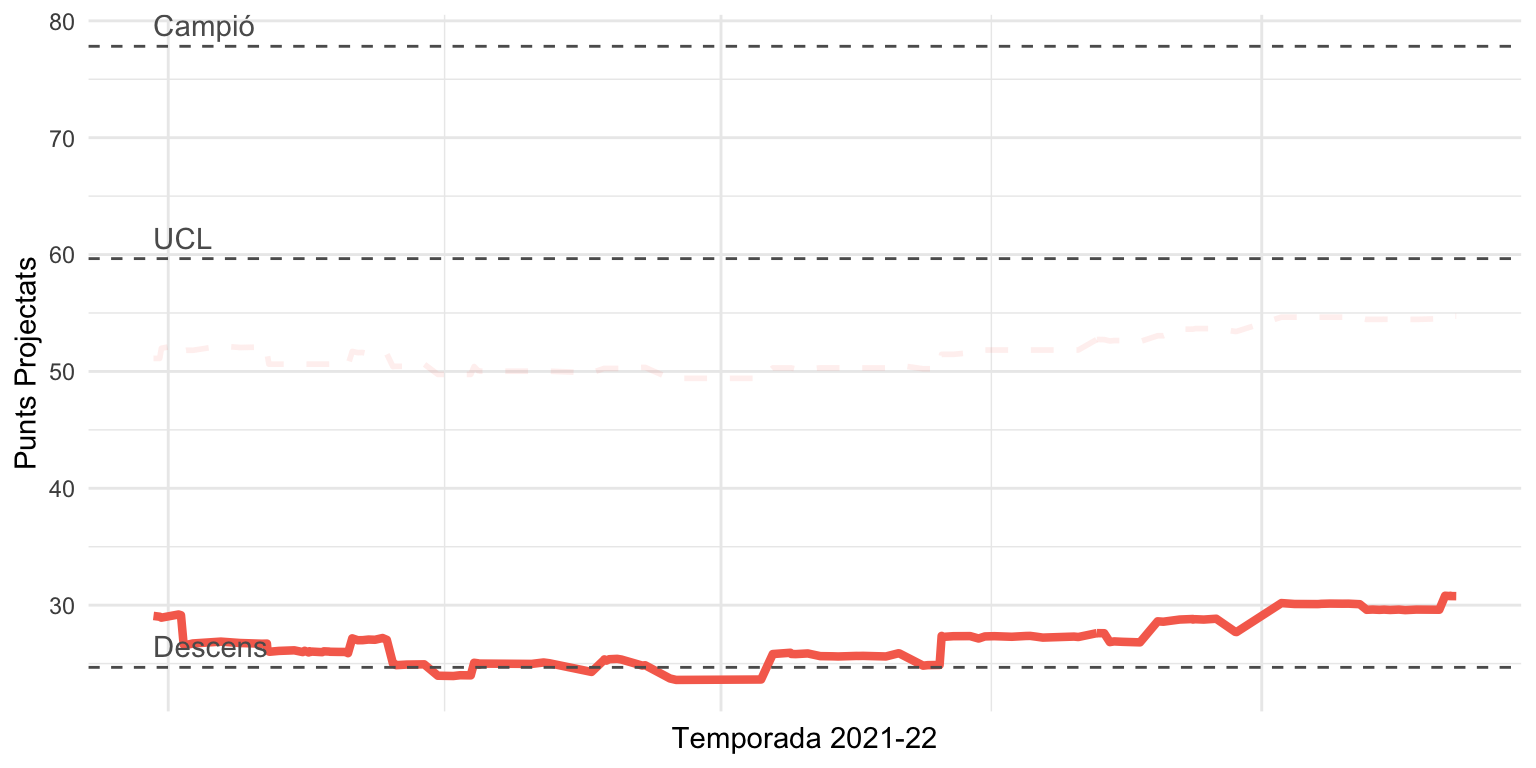 80
70
60
50
40
30
Punts Projectats
Campió
UCL
Descens
Temporada 2021-22